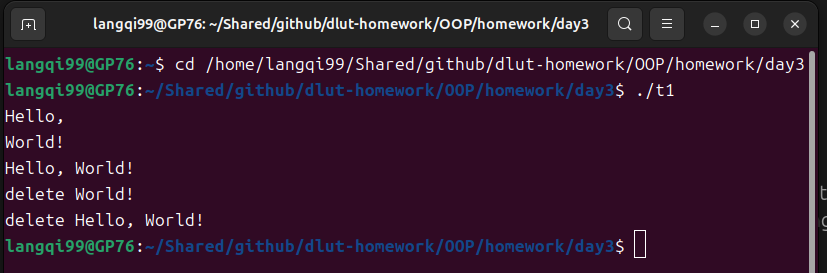 langqi99@GP76: ~/Shared/github/dlut-homework/OOP/homework/day3
langqi99@GP76:~$ cd /home/langqi99/Shared/github/dlut-homework/OOP/homework/day3
langqi99@GP76:~/Shared/github/dlut-homework/OOP/homework/day3$ ./t1
Hello,
World!
Hello, World!
delete World!
delete Hello, World!
langqi99@GP76:~/Shared/github/dlut-homework/OOP/homework/day3$